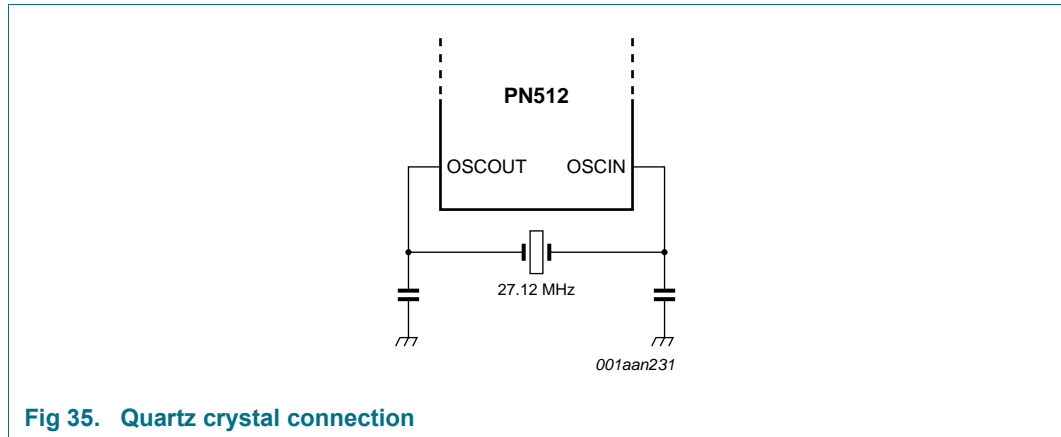 PN512
OSCOUT OSCIN
27.12 MHz
001aan231
Fig 35. Quartz crystal connection